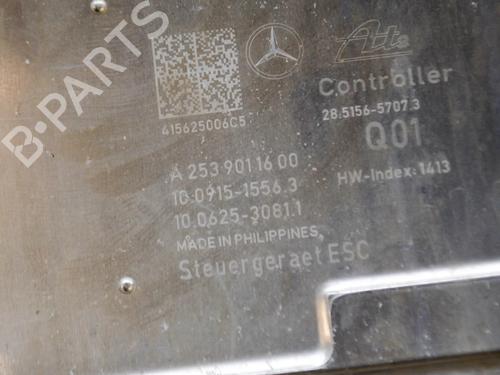 Ate
415625006C5
Controller
28.5156-5707.3
Q01
A 253 901 16 00
HW-Index: 1413
10.0915-1556.3
10.0625-3081.1
MADE IN PHILIPPINES
Steuergeraet ESC